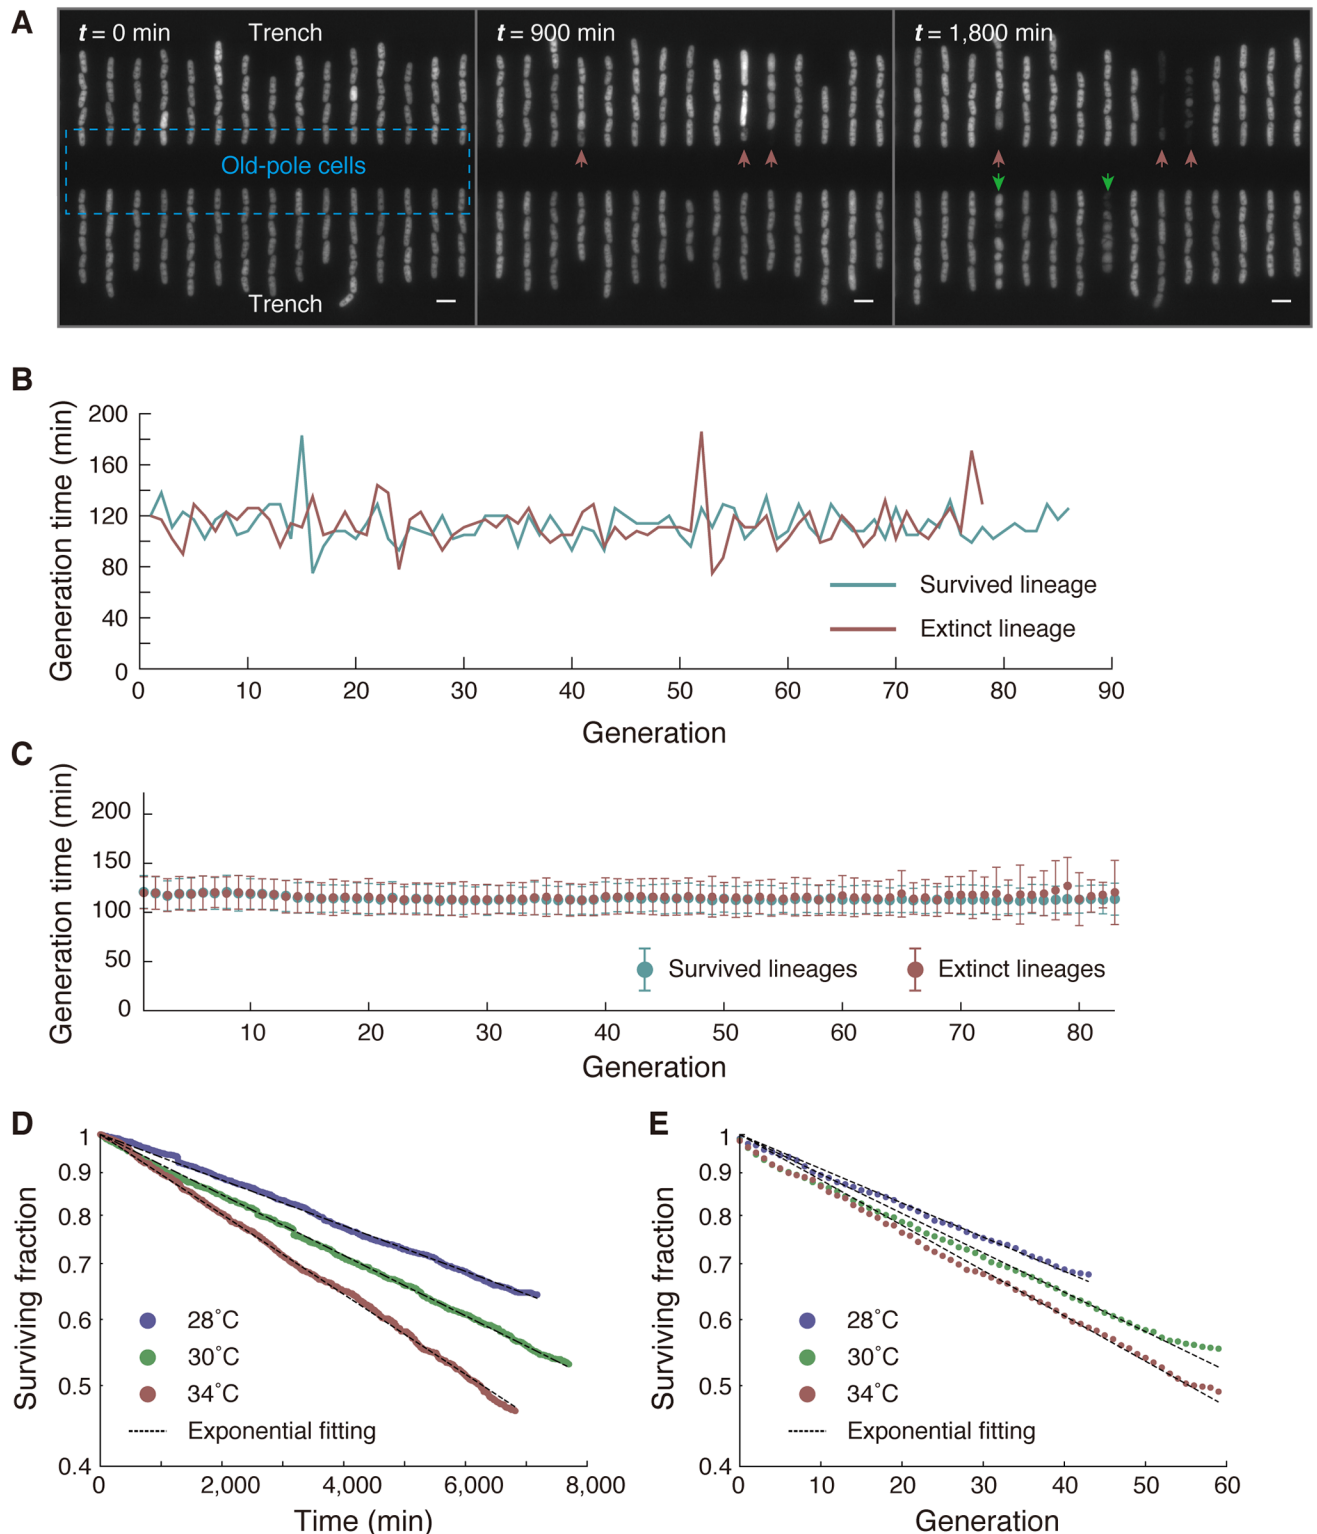 A
t = 0 min
Trench
t = 900 min
t = 1,800 min
Old-pole cells
Trench
B
Generation time (min)
200
160
120
80
40
0
Survived lineage
Extinct lineage
0 10 20 30 40 50 60 70 80 90
Generation
C
Generation time (min)
200
150
100
50
0
Survived lineages
Extinct lineages
10 20 30 40 50 60 70 80
Generation
D
Surviving fraction
1
0.9
0.8
0.7
0.6
0.5
0.4
28˚C
30˚C
34˚C
Exponential fitting
0 2,000 4,000 6,000 8,000
Time (min)
E
Surviving fraction
1
0.9
0.8
0.7
0.6
0.5
0.4
28˚C
30˚C
34˚C
Exponential fitting
0 10 20 30 40 50 60
Generation